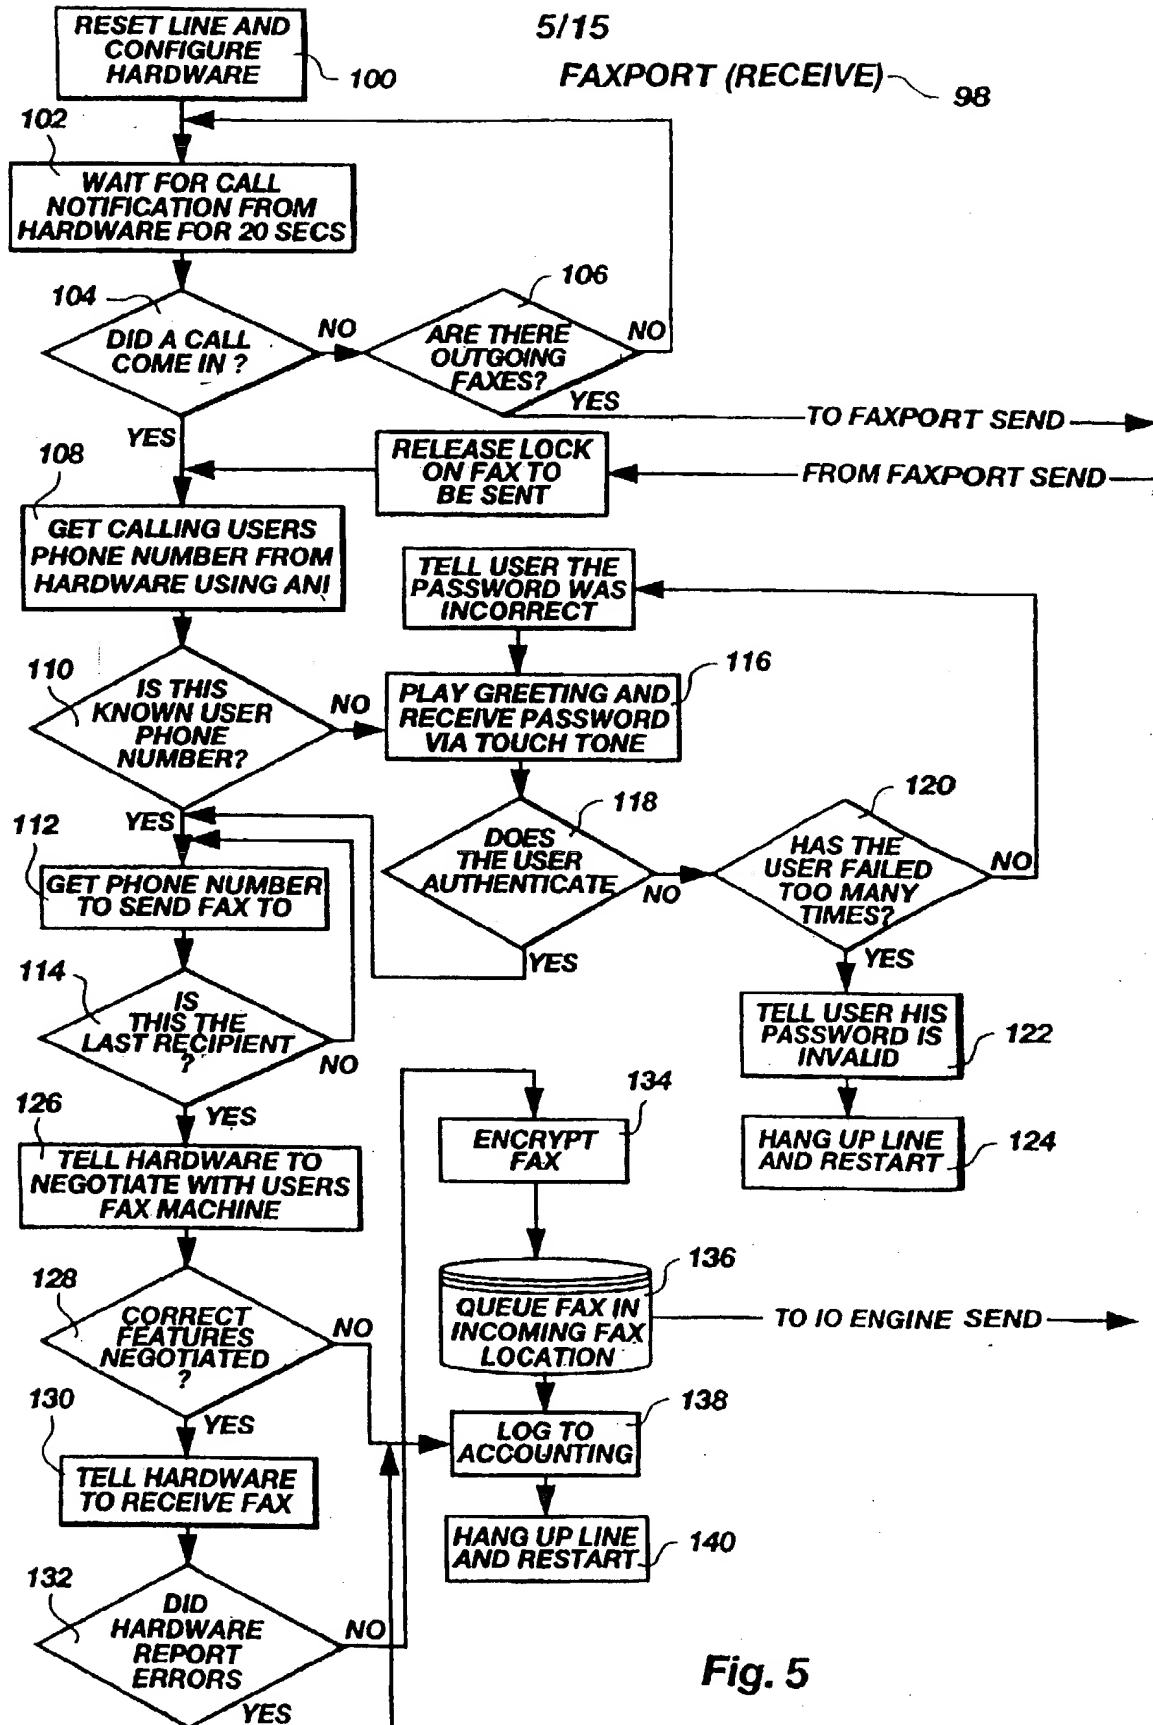 RESET LINE AND
CONFIGURE
HARDWARE
100
5/15
FAXPORT (RECEIVE)
98
102
WAIT FOR CALL
NOTIFICATION FROM
HARDWARE FOR 20 SECS
104
DID A CALL
COME IN ?
NO
106
ARE THERE
OUTGOING
FAXES?
NO
YES
TO FAXPORT SEND
YES
RELEASE LOCK
ON FAX TO
BE SENT
FROM FAXPORT SEND
108
GET CALLING USERS
PHONE NUMBER FROM
HARDWARE USING ANI
TELL USER THE
PASSWORD WAS
INCORRECT
110
IS THIS
KNOWN USER
PHONE
NUMBER?
NO
116
PLAY GREETING AND
RECEIVE PASSWORD
VIA TOUCH TONE
YES
118
DOES
THE USER
AUTHENTICATE
NO
YES
120
HAS THE
USER FAILED
TOO MANY
TIMES?
NO
YES
112
GET PHONE NUMBER
TO SEND FAX TO
114
IS
THIS THE
LAST RECIPIENT
?
NO
YES
TELL USER HIS
PASSWORD IS
INVALID
122
HANG UP LINE
AND RESTART
124
126
TELL HARDWARE TO
NEGOTIATE WITH USERS
FAX MACHINE
134
ENCRYPT
FAX
128
CORRECT
FEATURES
NEGOTIATED
?
NO
YES
136
QUEUE FAX IN
INCOMING FAX
LOCATION
TO IO ENGINE SEND
130
TELL HARDWARE
TO RECEIVE FAX
138
LOG TO
ACCOUNTING
HANG UP LINE
AND RESTART
140
132
DID
HARDWARE
REPORT
ERRORS
NO
YES
Fig. 5